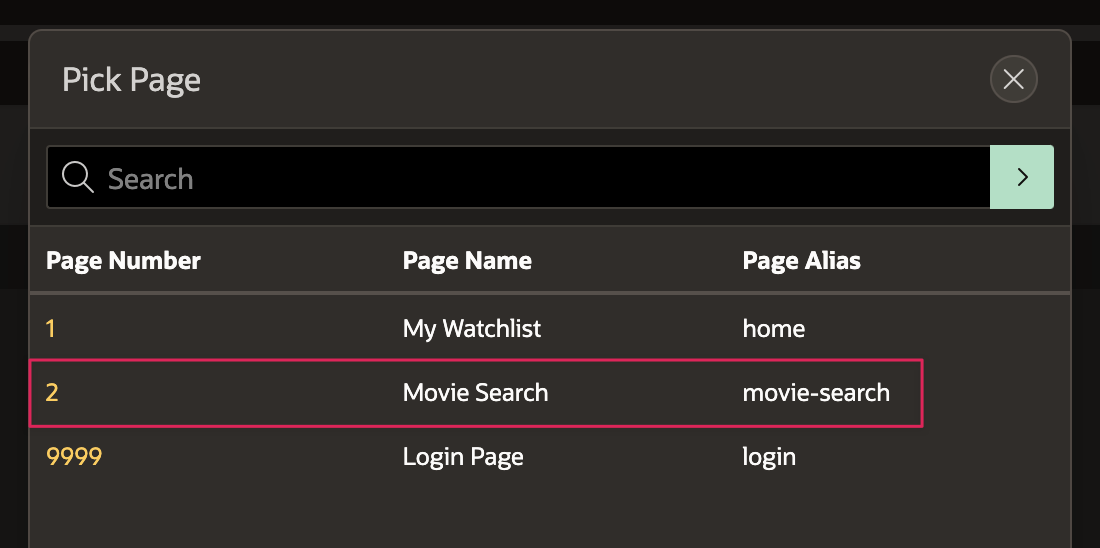 Pick Page
Search
Page Number Page Name Page Alias
1 My Watchlist home
2 Movie Search movie-search
9999 Login Page login